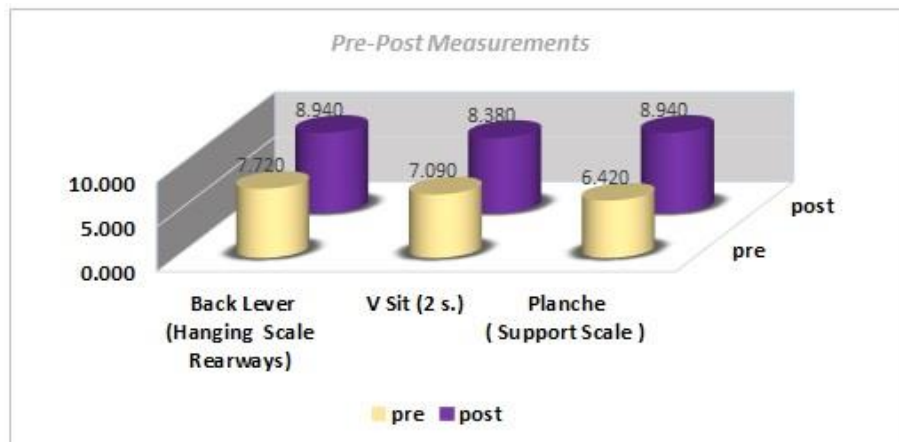 Pre-Post Measurements
8.940
8.380
8.940
7.720
7.090
6.420
10.000
5.000
0.000
post
pre
Back Lever
(Hanging Scale
Rearways)
V Sit (2 s.)
Planche
( Support Scale )
pre
post